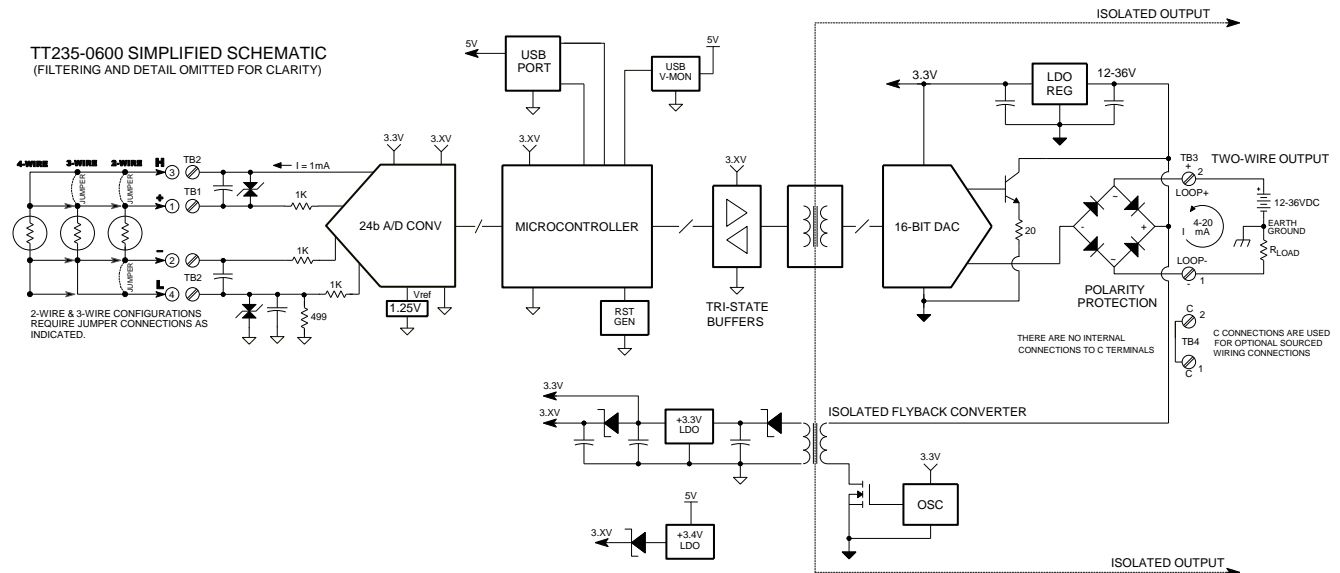 ISOLATED OUTPUT
TT235-0600 SIMPLIFIED SCHEMATIC
(FILTERING AND DETAIL OMITTED FOR CLARITY)
5V
USB
PORT
USB
V-MON
5V
3.3V
LDO
REG
12-36V
4-WIRE
3-WIRE
2-WIRE
JUMPER
JUMPER
H
3
TB2
I = 1mA
+
1
TB1
1K
-
2
1K
TB2
JUMPER
L
4
1K
499
2-WIRE & 3-WIRE CONFIGURATIONS
REQUIRE JUMPER CONNECTIONS AS
INDICATED.
3.3V
3.XV
24b A/D CONV
Vref
1.25V
3.XV
MICROCONTROLLER
RST
GEN
3.XV
TRI-STATE
BUFFERS
16-BIT DAC
20
~
-
+
~
POLARITY
PROTECTION
TB3
+
2
LOOP+
TWO-WIRE OUTPUT
+
12-36VDC
4-20
mA
I
EARTH
GROUND
RLOAD
LOOP-
-
1
THERE ARE NO INTERNAL
CONNECTIONS TO C TERMINALS
C
2
TB4
C
1
C CONNECTIONS ARE USED
FOR OPTIONAL SOURCED
WIRING CONNECTIONS
3.3V
3.XV
+3.3V
LDO
ISOLATED FLYBACK CONVERTER
3.3V
OSC
5V
3.XV
+3.4V
LDO
ISOLATED OUTPUT